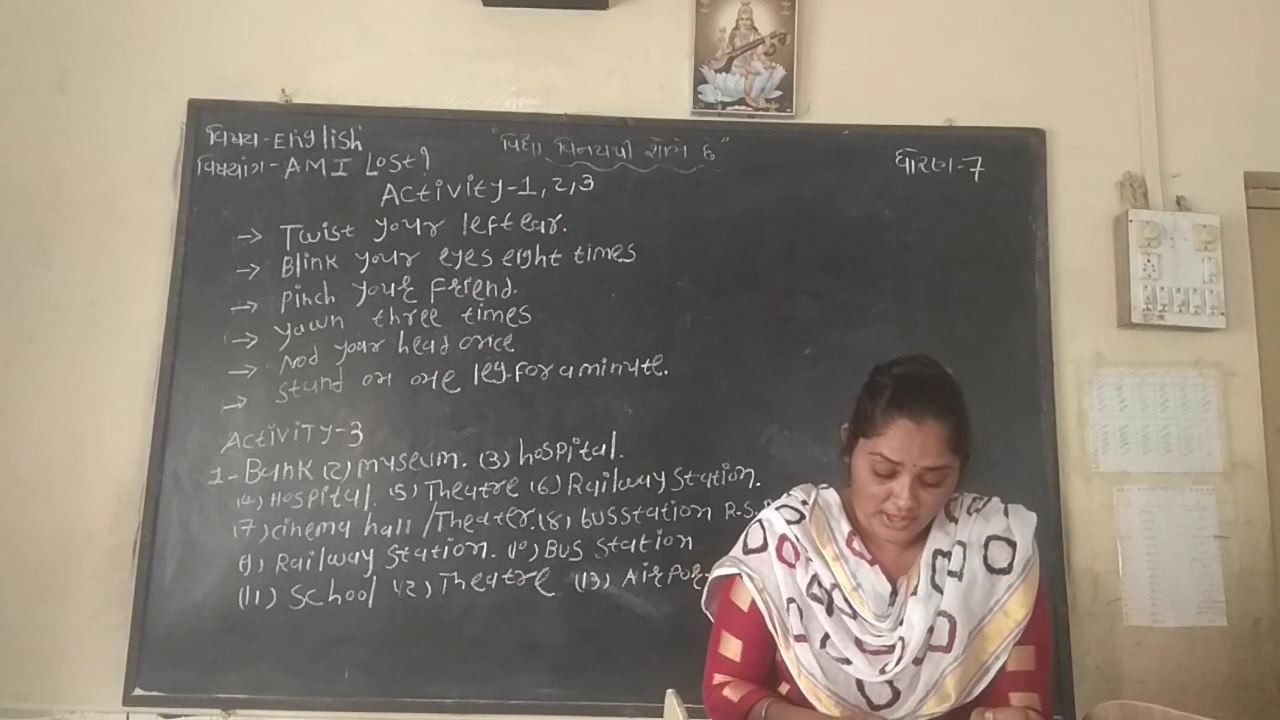 વિષય-English
"વિદ્યા વિનયથી શોભે છે"
ધોરણ-7
વિષયાંગ-AM I Lost?
Activity-1,2,3
→ Twist your left ear.
→ Blink your eyes eight times
→ Pinch your friend.
→ yawn three times
→ Nod your head once
→ Stand on one leg for a minute.
Activity-3
1-Bank (2) museum. (3) hospital.
(4) Hospital. (5) Theatre (6) Railway Station.
(7) cinema hall /Theater. (8) bus station R.S.
(9) Railway Station. (10) Bus Station
(11) School (12) Theatre (13) Airport